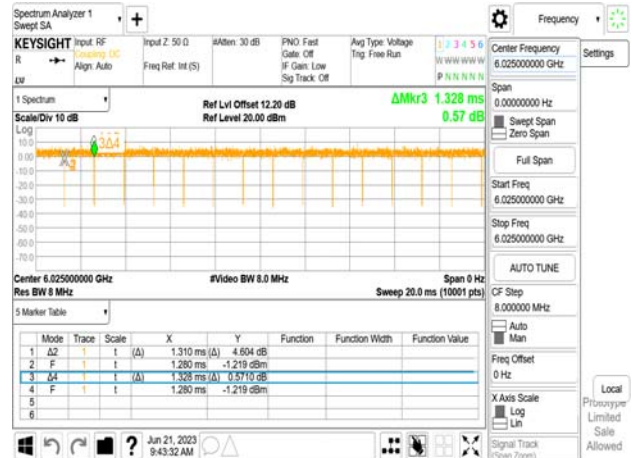 Spectrum Analyzer 1
Swept SA
+
Frequency
KEYSIGHT Input: RF Input Z: 50 Ω #Atten: 30 dB PNO: Fast Avg Type: Voltage 1 2 3 4 5 6
R Coupling: DC Gate: Off Trig: Free Run
Align: Auto Freq Ref: Int (S) IF Gain: Low W W W W W W
Sig Track: Off P N N N N N
1 Spectrum
Ref Lvl Offset 12.20 dB ΔMkr3 1.328 ms
Scale/Div 10 dB Ref Level 20.00 dBm 0.57 dB
Log
10.0
0.00
-10.0
-20.0
-30.0
-40.0
-50.0
-60.0
-70.0
3Δ4
Center 6.025000000 GHz #Video BW 8.0 MHz Span 0 Hz
Res BW 8 MHz Sweep 20.0 ms (10001 pts)
5 Marker Table
Mode Trace Scale X Y Function Function Width Function Value
1 Δ2 1 t (Δ) 1.310 ms (Δ) 4.604 dB
2 F 1 t 1.280 ms -1.219 dBm
3 Δ4 1 t (Δ) 1.328 ms (Δ) 0.5710 dB
4 F 1 t 1.280 ms -1.219 dBm
5
6
?
Jun 21, 2023
9:43:32 AM
Center Frequency
6.025000000 GHz
Span
0.00000000 Hz
Swept Span
Zero Span
Full Span
Start Freq
6.025000000 GHz
Stop Freq
6.025000000 GHz
AUTO TUNE
CF Step
8.000000 MHz
Auto
Man
Freq Offset
0 Hz
X Axis Scale
Log
Lin
Signal Track
(Span Zoom)
Settings
Local
Prototype
Limited
Sale
Allowed